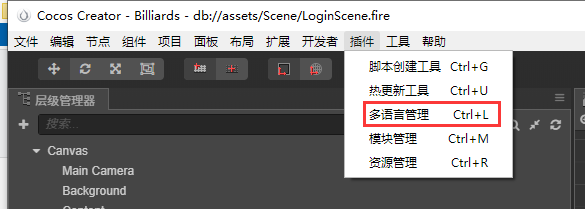 Cocos Creator - Billiards - db://assets/Scene/LoginScene.fire
文件 编辑 节点 组件 项目 面板 布局 扩展 开发者 插件 工具 帮助
脚本创建工具 Ctrl+G
热更新工具 Ctrl+U
多语言管理 Ctrl+L
模块管理 Ctrl+M
资源管理 Ctrl+R
层级管理器
搜索...
Canvas
Main Camera
Background